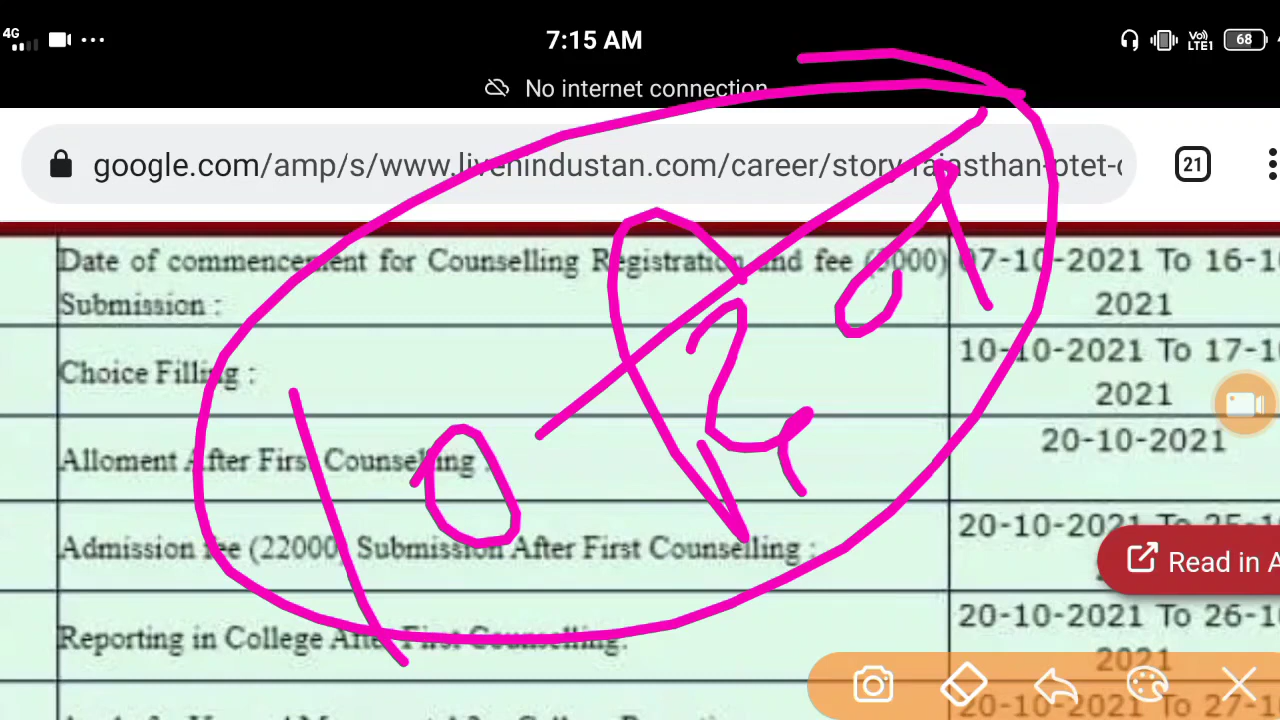 4G 7:15 AM Vo) LTE1 68
No internet connection
google.com/amp/s/www.livehindustan.com/career/story-rajasthan-ptet-c 21
Date of commencement for Counselling Registration and fee (5000) 07-10-2021 To 16-10
Submission : 2021
Choice Filling : 10-10-2021 To 17-10
2021
Alloment After First Counselling : 20-10-2021
Admission fee (22000) Submission After First Counselling : 20-10-2021 To 25-10
Read in A
Reporting in College After First Counselling. 20-10-2021 To 26-10
2021
20-10-2021 To 27-10